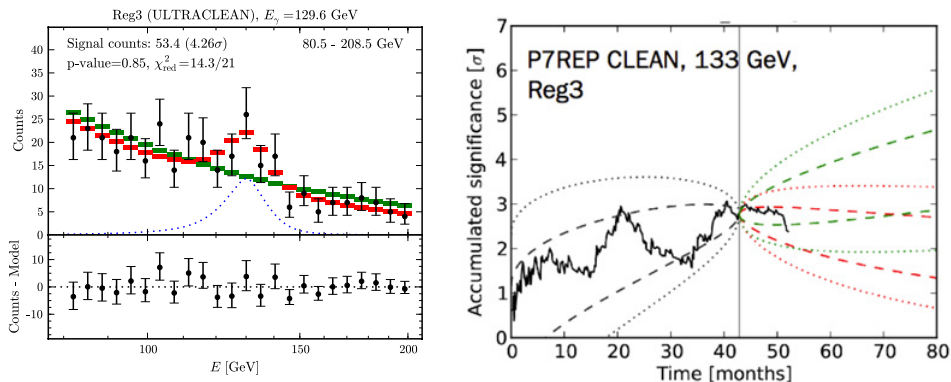 Reg3 (ULTRACLEAN), E_γ =129.6 GeV
Signal counts: 53.4 (4.26σ) 80.5 - 208.5 GeV
p-value=0.85, χ²_red=14.3/21
Counts
40
35
30
25
20
15
10
5
0
Counts - Model
10
0
-10
100 150 200
E [GeV]
P7REP CLEAN, 133 GeV,
Reg3
Accumulated significance [σ]
7
6
5
4
3
2
1
0
0 10 20 30 40 50 60 70 80
Time [months]